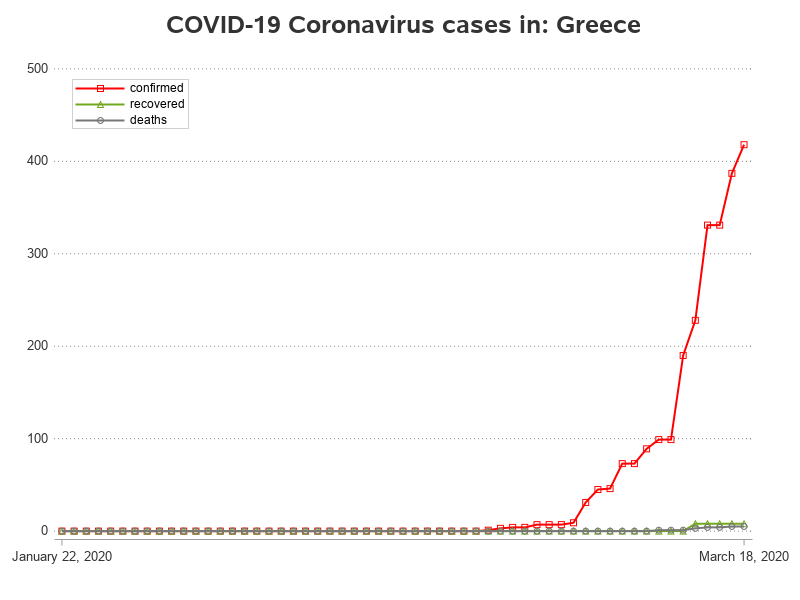 COVID-19 Coronavirus cases in: Greece
500
confirmed
recovered
deaths
400
300
200
100
0
January 22, 2020
March 18, 2020